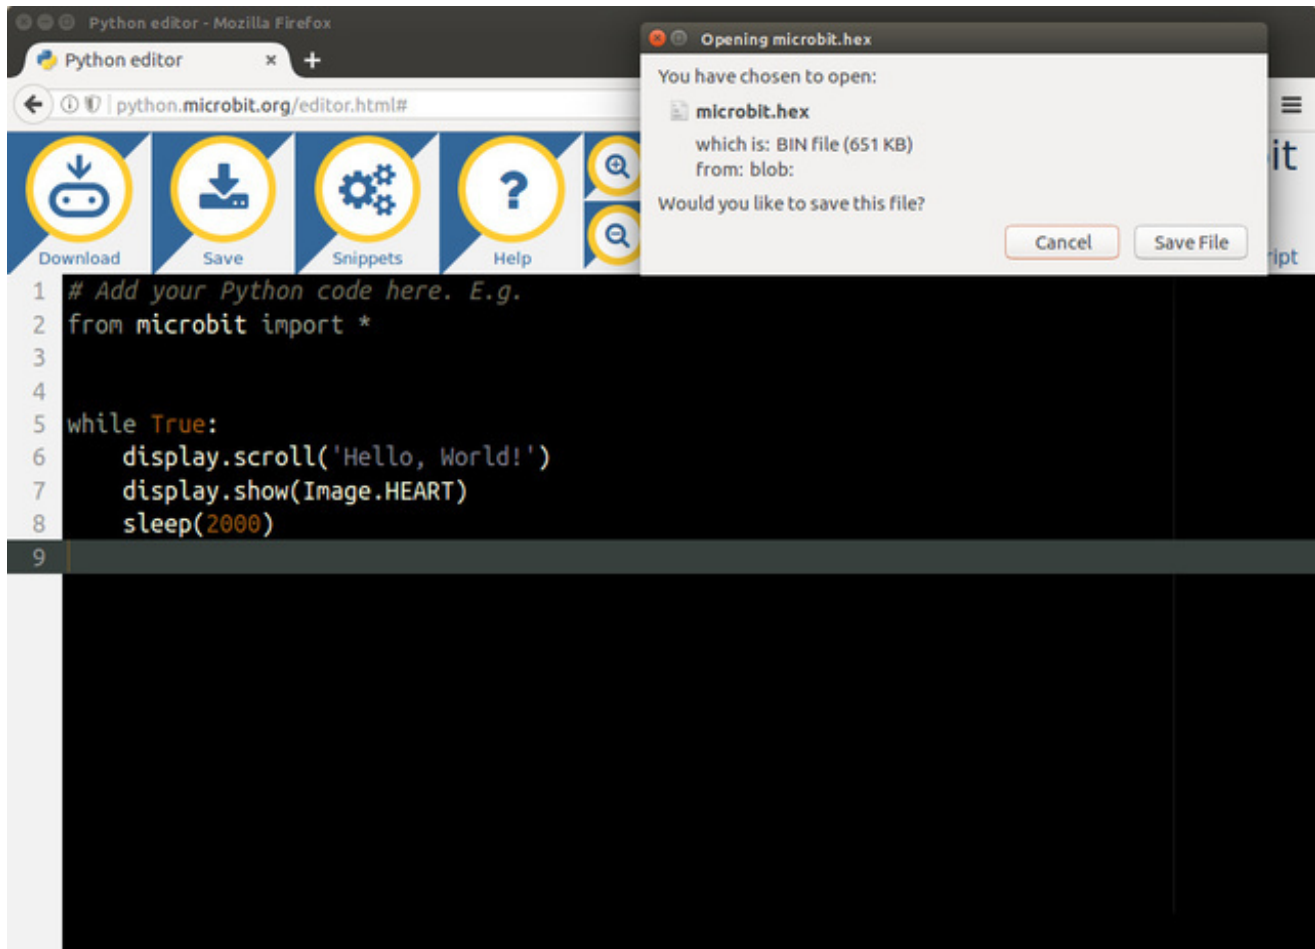 Python editor - Mozilla Firefox
Python editor
python.microbit.org/editor.html#
Opening microbit.hex
You have chosen to open:
microbit.hex
which is: BIN file (651 KB)
from: blob:
Would you like to save this file?
Cancel Save File
Download Save Snippets Help
1 # Add your Python code here. E.g.
2 from microbit import *
3
4
5 while True:
6     display.scroll('Hello, World!')
7     display.show(Image.HEART)
8     sleep(2000)
9